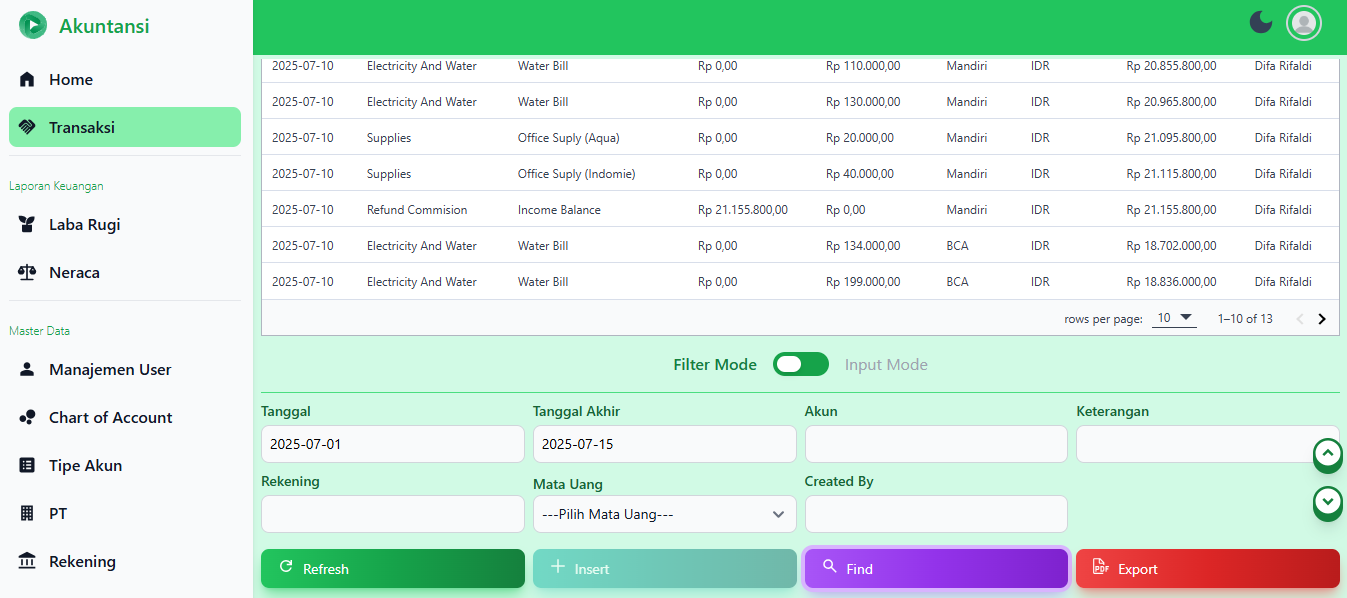 Akuntansi
Home
Transaksi
Laporan Keuangan
Laba Rugi
Neraca
Master Data
Manajemen User
Chart of Account
Tipe Akun
PT
Rekening
2025-07-10 Electricity And Water Water Bill Rp 0,00 Rp 110.000,00 Mandiri IDR Rp 20.855.800,00 Difa Rifaldi
2025-07-10 Electricity And Water Water Bill Rp 0,00 Rp 130.000,00 Mandiri IDR Rp 20.965.800,00 Difa Rifaldi
2025-07-10 Supplies Office Suply (Aqua) Rp 0,00 Rp 20.000,00 Mandiri IDR Rp 21.095.800,00 Difa Rifaldi
2025-07-10 Supplies Office Suply (Indomie) Rp 0,00 Rp 40.000,00 Mandiri IDR Rp 21.115.800,00 Difa Rifaldi
2025-07-10 Refund Commision Income Balance Rp 21.155.800,00 Rp 0,00 Mandiri IDR Rp 21.155.800,00 Difa Rifaldi
2025-07-10 Electricity And Water Water Bill Rp 0,00 Rp 134.000,00 BCA IDR Rp 18.702.000,00 Difa Rifaldi
2025-07-10 Electricity And Water Water Bill Rp 0,00 Rp 199.000,00 BCA IDR Rp 18.836.000,00 Difa Rifaldi
rows per page: 10 1–10 of 13
Filter Mode Input Mode
Tanggal Tanggal Akhir Akun Keterangan
2025-07-01 2025-07-15
Rekening Mata Uang Created By
---Pilih Mata Uang---
Refresh Insert Find PDF Export